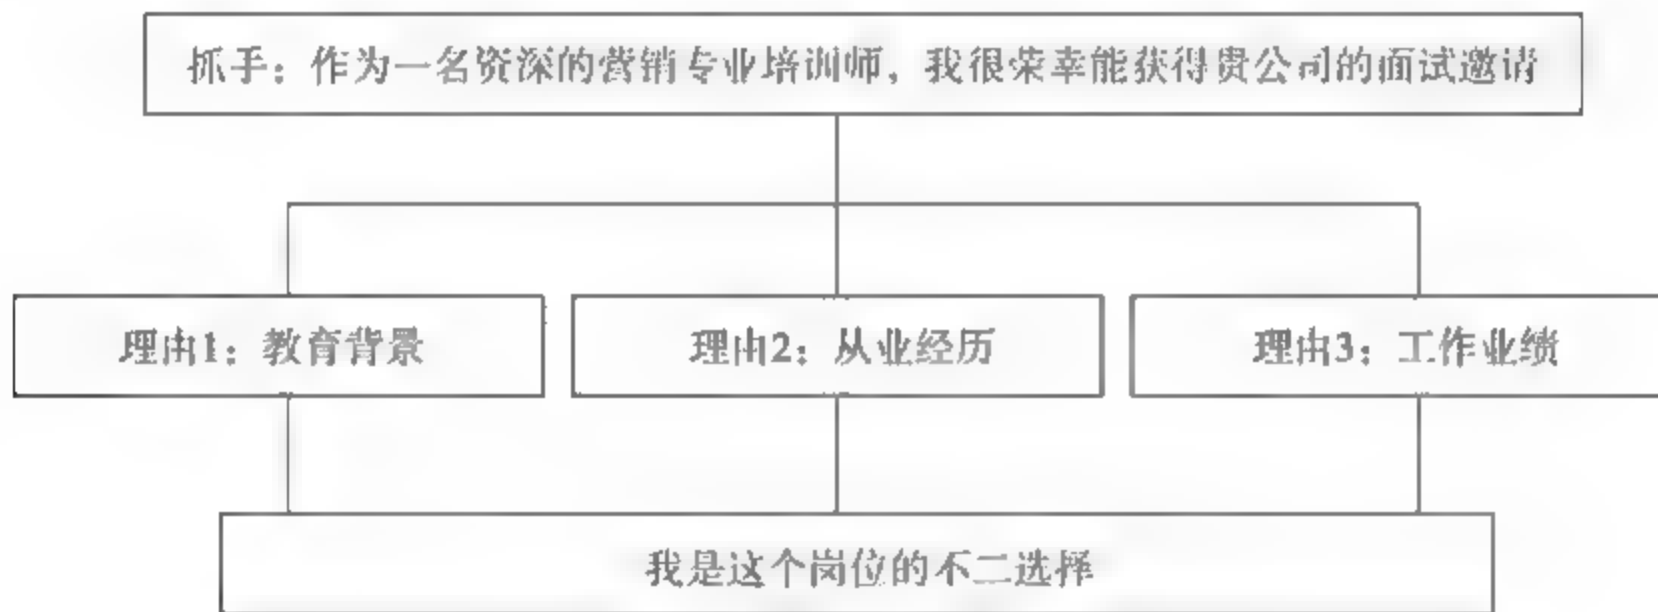 抓手：作为一名资深的营销专业培训师，我很荣幸能获得贵公司的面试邀请
理由1：教育背景
理由2：从业经历
理由3：工作业绩
我是这个岗位的不二选择